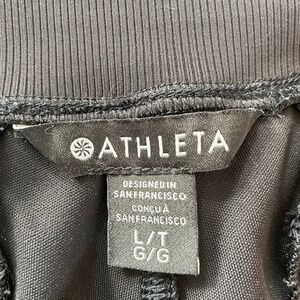 ATHLETA
DESIGNED IN
SAN FRANCISCO
CONÇU À
SAN FRANCISCO
L/T
G/G